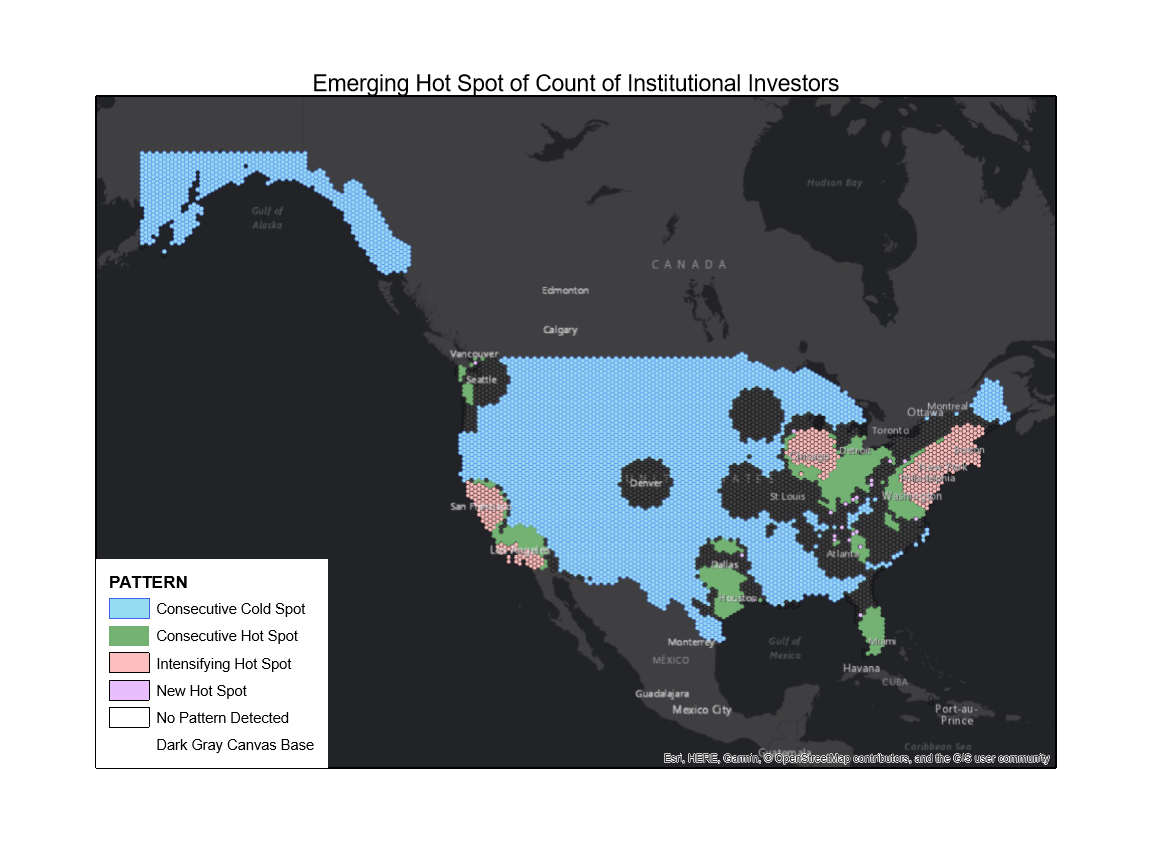 Emerging Hot Spot of Count of Institutional Investors
Hudson Bay
Gulf of
Alaska
CANADA
Edmonton
Calgary
Vancouver
Seattle
Montreal
Ottawa
Toronto
Detroit
Denver
St Louis
Washington
San
Atlanta
Dallas
Houston
PATTERN
Consecutive Cold Spot
Consecutive Hot Spot
Intensifying Hot Spot
New Hot Spot
No Pattern Detected
Dark Gray Canvas Base
Monterrey
Gulf of
Mexico
Miami
MÉXICO
Havana
CUBA
Guadalajara
Mexico City
Port-au-
Prince
Caribbean Sea
Guatemala
Esri, HERE, Garmin, © OpenStreetMap contributors, and the GIS user community